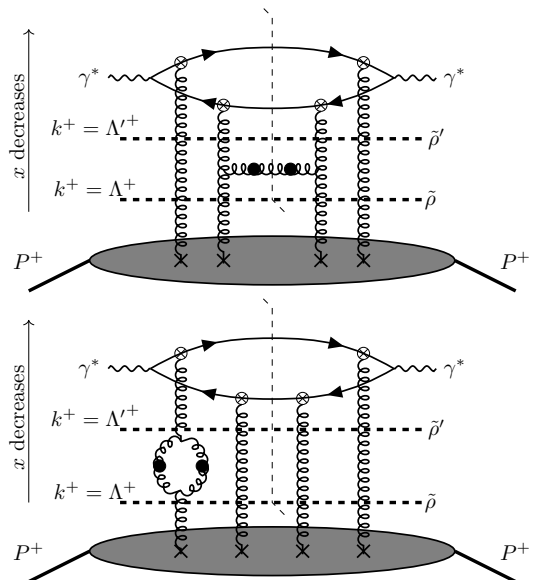 x decreases
γ* γ*
k⁺ = Λ′⁺ ρ̃′
k⁺ = Λ⁺ ρ̃
P⁺ P⁺
x decreases
γ* γ*
k⁺ = Λ′⁺ ρ̃′
k⁺ = Λ⁺ ρ̃
P⁺ P⁺